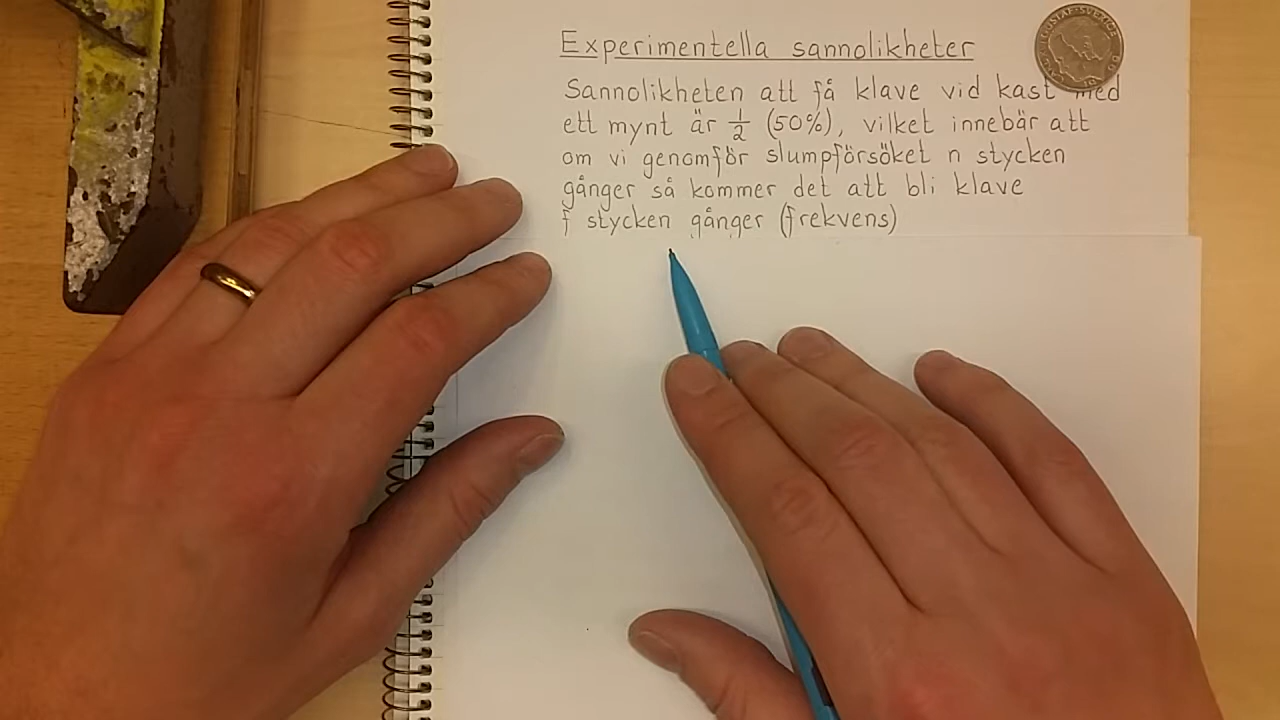 Experimentella sannolikheter
Sannolikheten att få klave vid kast med
ett mynt är 1/2 (50%), vilket innebär att
om vi genomför slumpförsöket n stycken
gånger så kommer det att bli klave
f stycken gånger (frekvens)